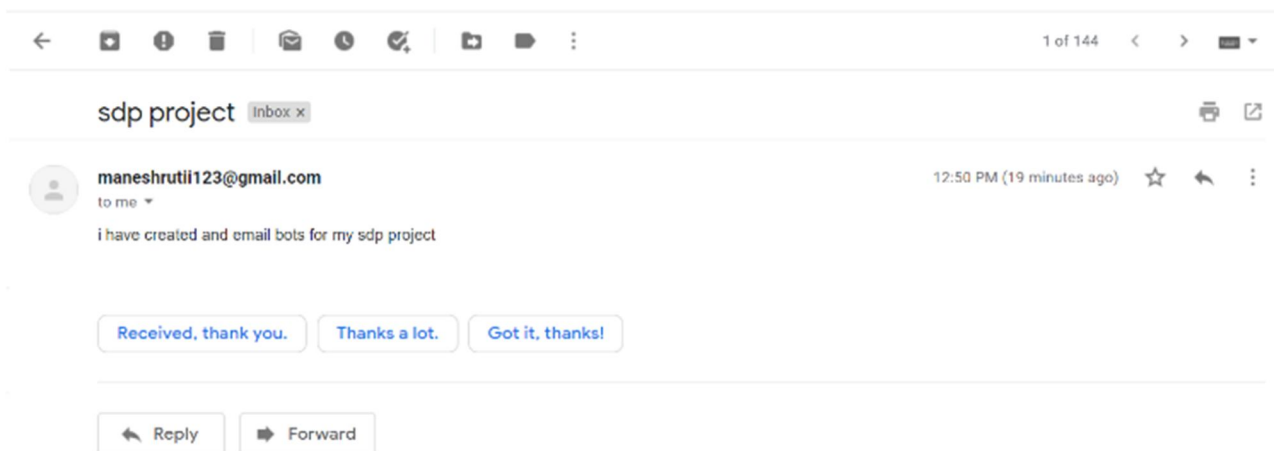 1 of 144
sdp project Inbox x
maneshrutii123@gmail.com 12:50 PM (19 minutes ago)
to me
i have created and email bots for my sdp project
Received, thank you. Thanks a lot. Got it, thanks!
Reply Forward